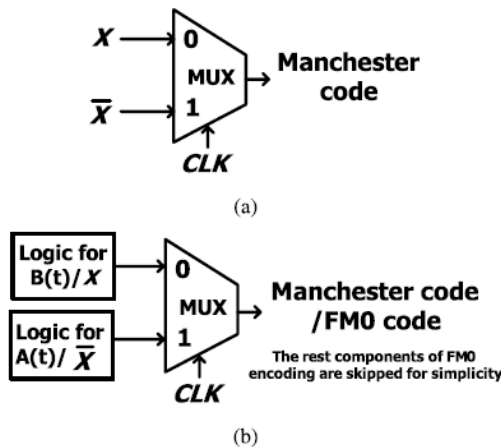 X
0
MUX
Manchester
code
X̅
1
CLK
(a)
Logic for
B(t)/X
0
MUX
Manchester code
/FM0 code
Logic for
A(t)/ X̅
1
The rest components of FM0
encoding are skipped for simplicity
CLK
(b)